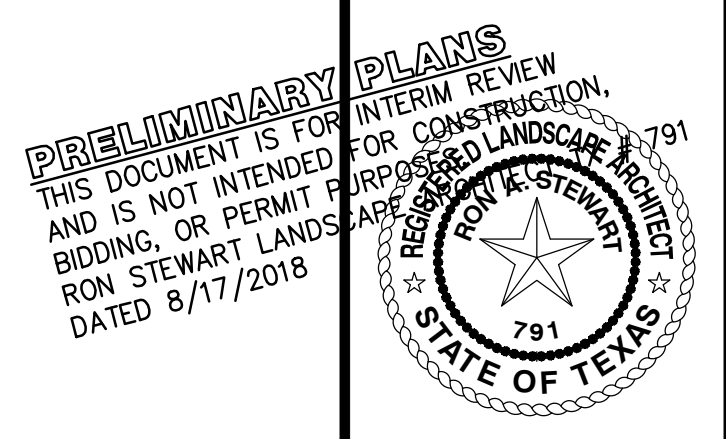 PRELIMINARY PLANS
THIS DOCUMENT IS FOR INTERIM REVIEW
AND IS NOT INTENDED FOR CONSTRUCTION,
BIDDING, OR PERMIT PURPOSES.
RON STEWART LANDSCAPE ARCHITECT, TX # 791
DATED 8/17/2018
REGISTERED LANDSCAPE ARCHITECT
RON A. STEWART
791
STATE OF TEXAS